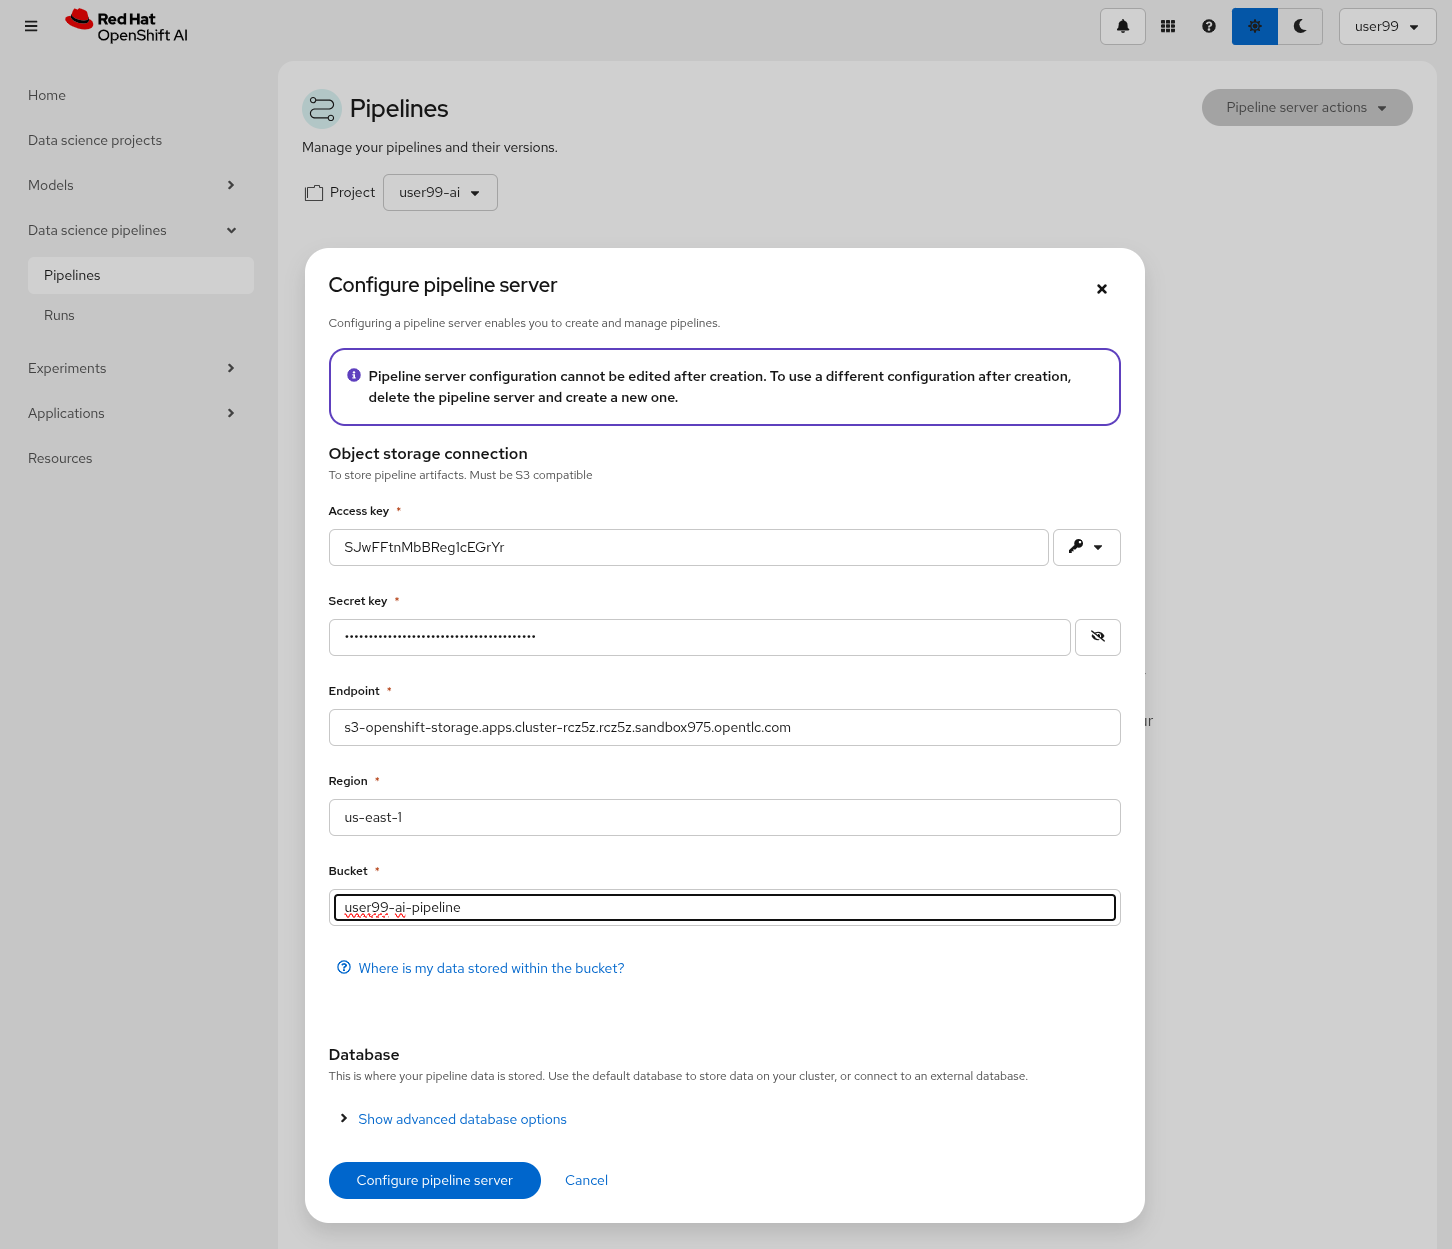 Red Hat
OpenShift AI
user99
Home
Data science projects
Models
Data science pipelines
Pipelines
Runs
Experiments
Applications
Resources
Pipelines
Pipeline server actions
Manage your pipelines and their versions.
Project
user99-ai
Configure pipeline server
Configuring a pipeline server enables you to create and manage pipelines.
Pipeline server configuration cannot be edited after creation. To use a different configuration after creation,
delete the pipeline server and create a new one.
Object storage connection
To store pipeline artifacts. Must be S3 compatible
Access key *
SJwFFtnMbBReg1cEGrYr
Secret key *
••••••••••••••••••••••••••••••••••••••••
Endpoint *
s3-openshift-storage.apps.cluster-rcz5z.rcz5z.sandbox975.opentlc.com
Region *
us-east-1
Bucket *
user99-ai-pipeline
Where is my data stored within the bucket?
Database
This is where your pipeline data is stored. Use the default database to store data on your cluster, or connect to an external database.
Show advanced database options
Configure pipeline server
Cancel